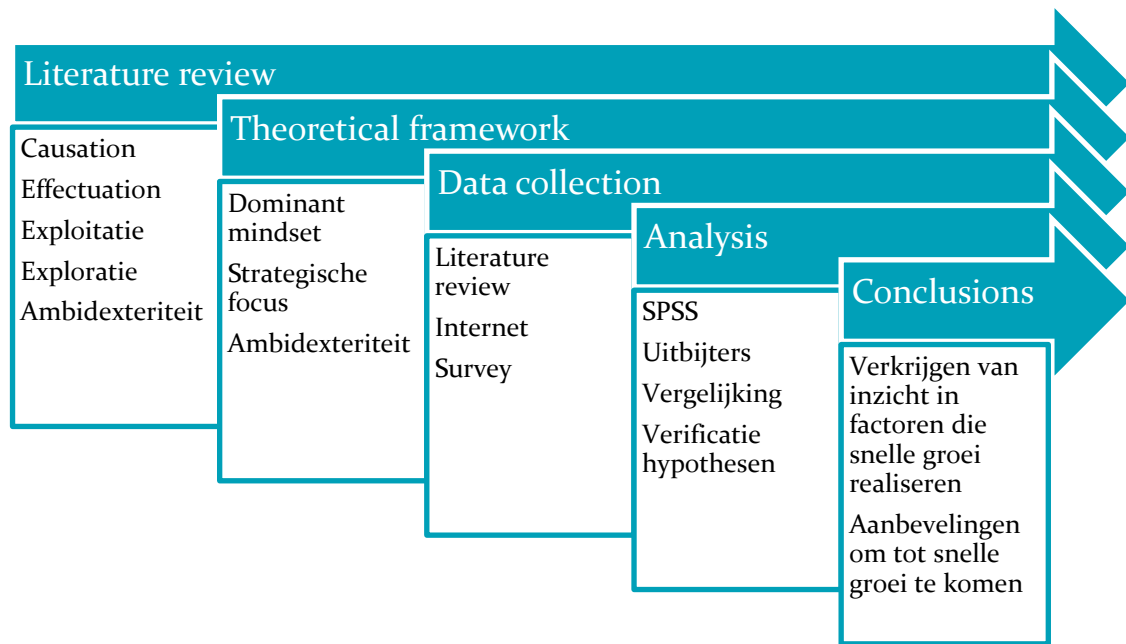 Literature review
Causation
Effectuation
Exploitatie
Exploratie
Ambidexteriteit
Theoretical framework
Dominant
mindset
Strategische
focus
Ambidexteriteit
Data collection
Literature
review
Internet
Survey
Analysis
SPSS
Uitbijters
Vergelijking
Verificatie
hypothesen
Conclusions
Verkrijgen van
inzicht in
factoren die
snelle groei
realiseren
Aanbevelingen
om tot snelle
groei te komen